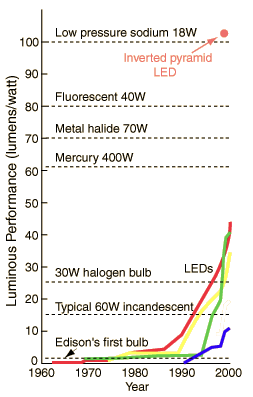 Low pressure sodium 18W
Inverted pyramid
LED
Fluorescent 40W
Metal halide 70W
Mercury 400W
LEDs
30W halogen bulb
Typical 60W incandescent
Edison's first bulb
Luminous Performance (lumens/watt)
100
90
80
70
60
50
40
30
20
10
0
1960 1970 1980 1990 2000
Year